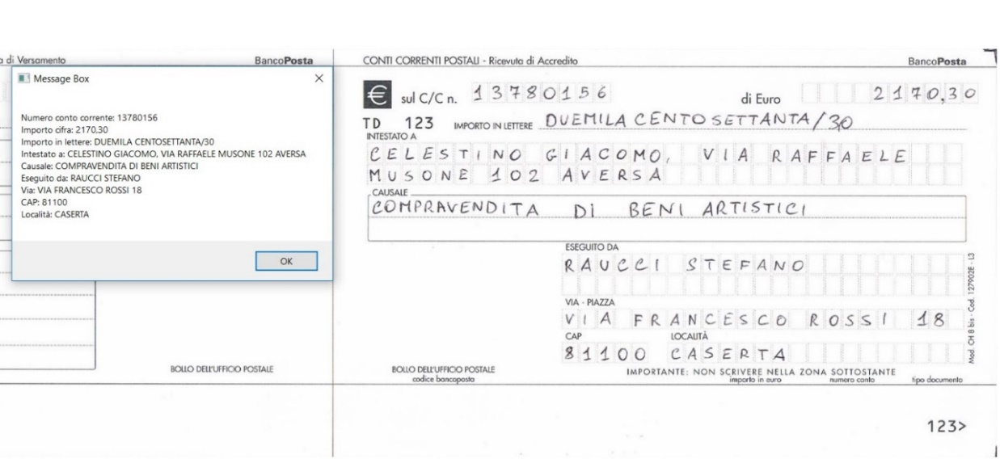 a di Versamento
BancoPosta
Message Box
Numero conto corrente: 13780156
Importo cifra: 2170,30
Importo in lettere: DUEMILA CENTOSETTANTA/30
Intestato a: CELESTINO GIACOMO, VIA RAFFAELE MUSONE 102 AVERSA
Causale: COMPRAVENDITA DI BENI ARTISTICI
Eseguito da: RAUCCI STEFANO
Via: VIA FRANCESCO ROSSI 18
CAP: 81100
Località: CASERTA
OK
BOLLO DELL'UFFICIO POSTALE
CONTI CORRENTI POSTALI - Ricevuta di Accredito
BancoPosta
€ sul C/C n. 13780156 di Euro 2170,30
TD 123 IMPORTO IN LETTERE DUEMILA CENTO SETTANTA/30
INTESTATO A
CELESTINO GIACOMO, VIA RAFFAELE
MUSONE 102 AVERSA
CAUSALE
COMPRAVENDITA DI BENI ARTISTICI
ESEGUITO DA
RAUCCI STEFANO
VIA - PIAZZA
VIA FRANCESCO ROSSI 18
CAP LOCALITÀ
81100 CASERTA
BOLLO DELL'UFFICIO POSTALE
codice bancoposta
IMPORTANTE: NON SCRIVERE NELLA ZONA SOTTOSTANTE
importo in euro numero conto tipo documento
Mod. CH 8 bis - Cod. 127902E - L3
123>